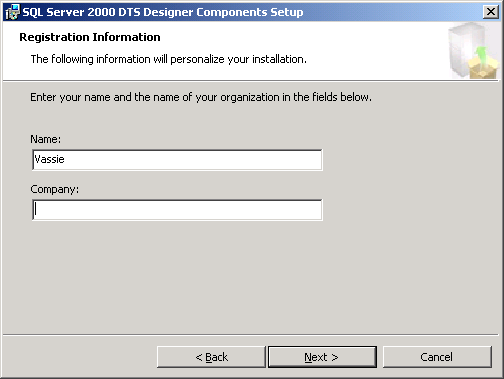 SQL Server 2000 DTS Designer Components Setup
Registration Information
The following information will personalize your installation.
Enter your name and the name of your organization in the fields below.
Name:
Vassie
Company:
< Back
Next >
Cancel